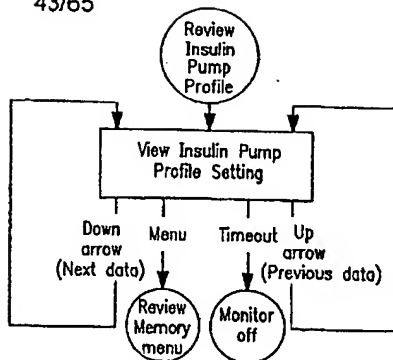 43/65
Review
Insulin
Pump
Profile
View Insulin Pump
Profile Setting
Down
arrow
(Next data)
Menu
Timeout
Up
arrow
(Previous data)
Review
Memory
menu
Monitor
off